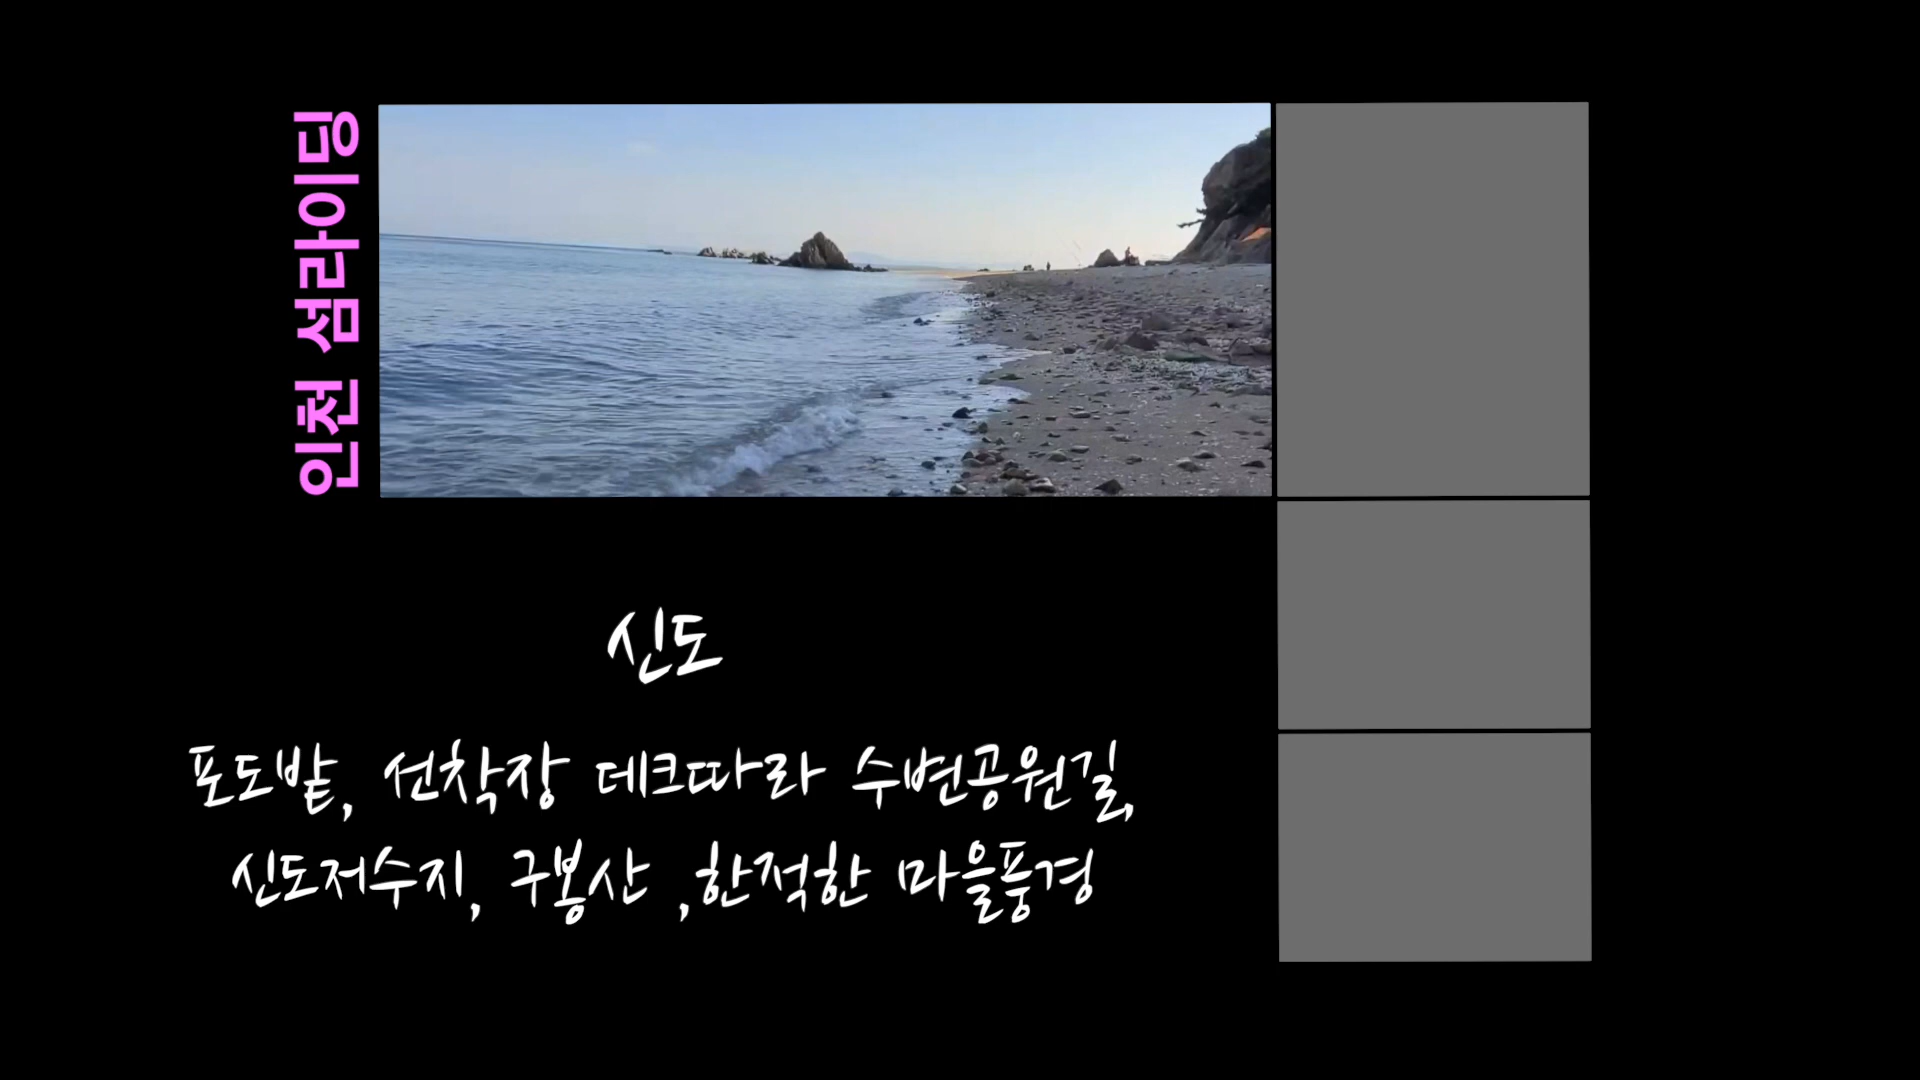 인천 섬라이딩
신도
포도밭, 선착장 데크따라 수변공원길,
신도저수지, 구봉산 ,한적한 마을풍경